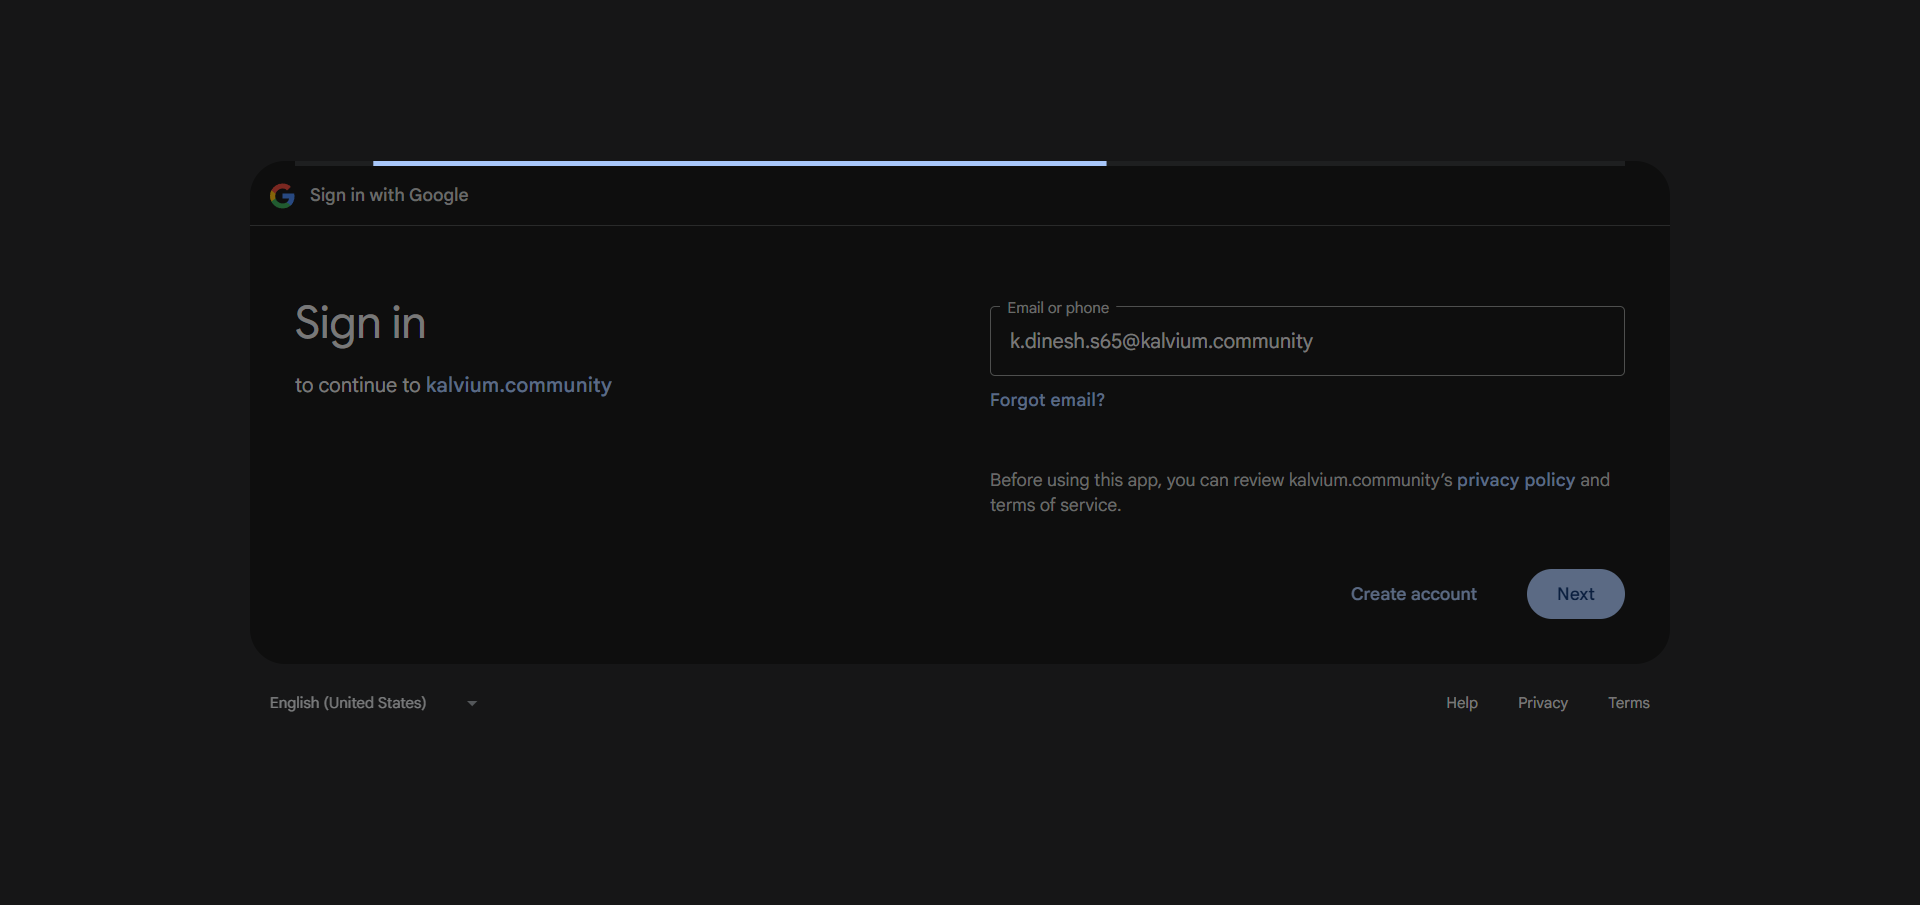 Sign in with Google
Sign in
to continue to kalvium.community
Email or phone
k.dinesh.s65@kalvium.community
Forgot email?
Before using this app, you can review kalvium.community’s privacy policy and
terms of service.
Create account
Next
English (United States)
Help
Privacy
Terms